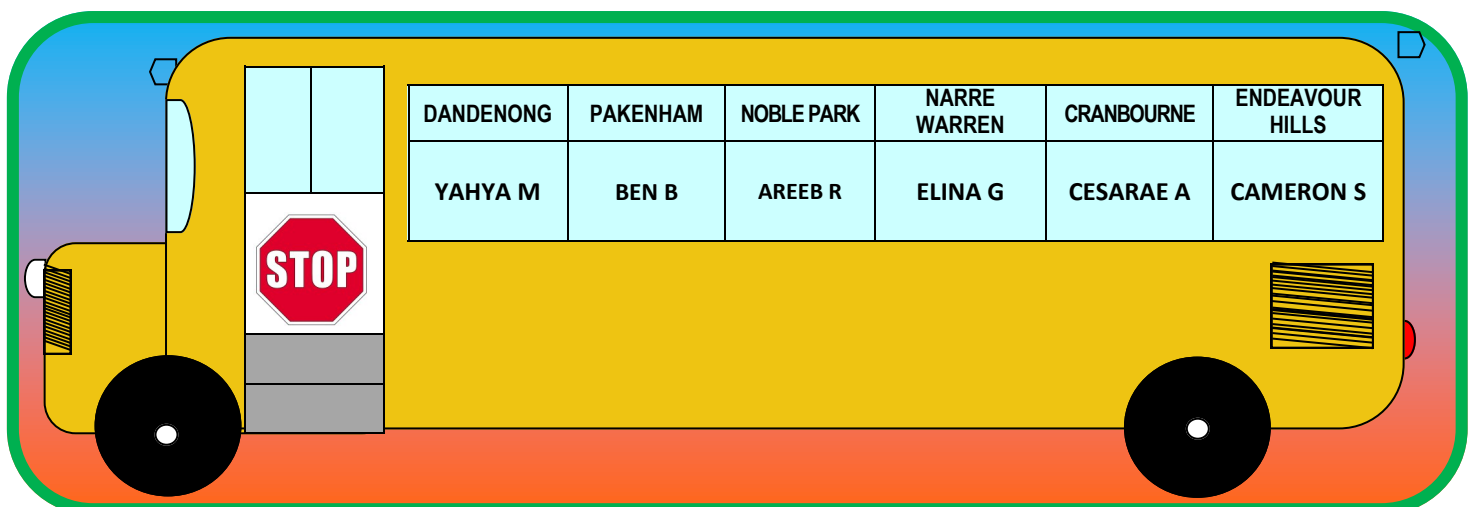 DANDENONG PAKENHAM NOBLE PARK NARRE WARREN CRANBOURNE ENDEAVOUR HILLS
YAHYA M BEN B AREEB R ELINA G CESARAE A CAMERON S
STOP